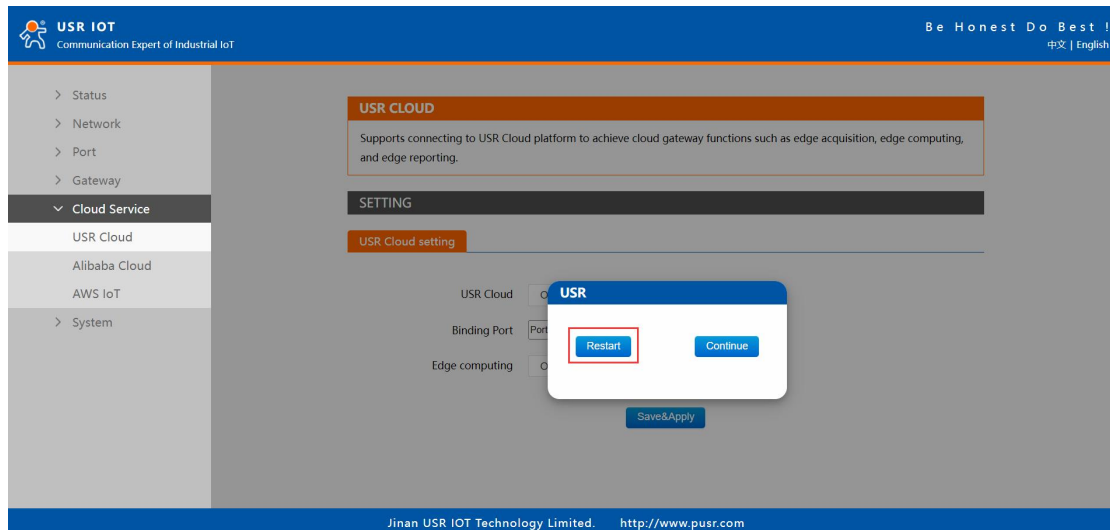 USR IOT
Communication Expert of Industrial IoT
Be Honest Do Best !
中文 | English
Status
Network
Port
Gateway
Cloud Service
USR Cloud
Alibaba Cloud
AWS IoT
System
USR CLOUD
Supports connecting to USR Cloud platform to achieve cloud gateway functions such as edge acquisition, edge computing,
and edge reporting.
SETTING
USR Cloud setting
USR Cloud
Binding Port
Port
Edge computing
USR
Restart
Continue
Save&Apply
Jinan USR IOT Technology Limited. http://www.pusr.com